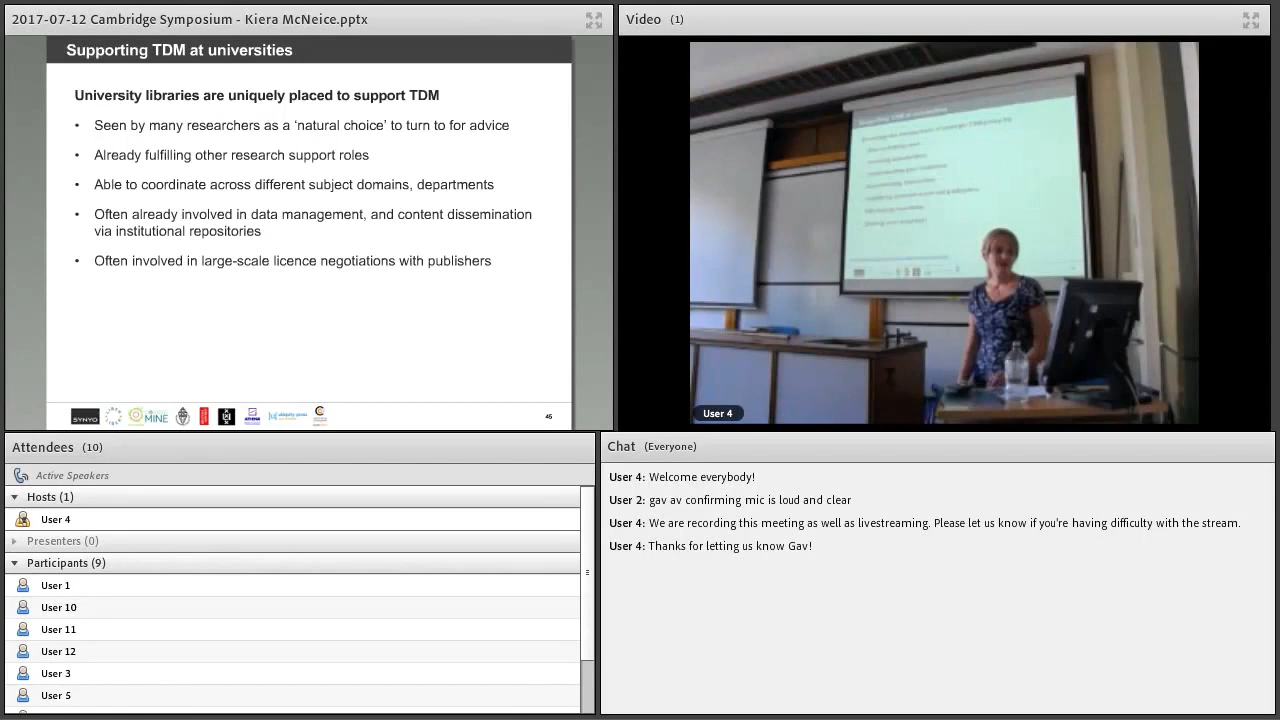 2017-07-12 Cambridge Symposium - Kiera McNeice.pptx
Supporting TDM at universities
University libraries are uniquely placed to support TDM
• Seen by many researchers as a ‘natural choice’ to turn to for advice
• Already fulfilling other research support roles
• Able to coordinate across different subject domains, departments
• Often already involved in data management, and content dissemination
via institutional repositories
• Often involved in large-scale licence negotiations with publishers
SYNYO
MINE
ATHENA
ubiquity press
46
Video (1)
User 4
Attendees (10)
Active Speakers
Hosts (1)
User 4
Presenters (0)
Participants (9)
User 1
User 10
User 11
User 12
User 3
User 5
Chat (Everyone)
User 4: Welcome everybody!
User 2: gav av confirming mic is loud and clear
User 4: We are recording this meeting as well as livestreaming. Please let us know if you're having difficulty with the stream.
User 4: Thanks for letting us know Gav!